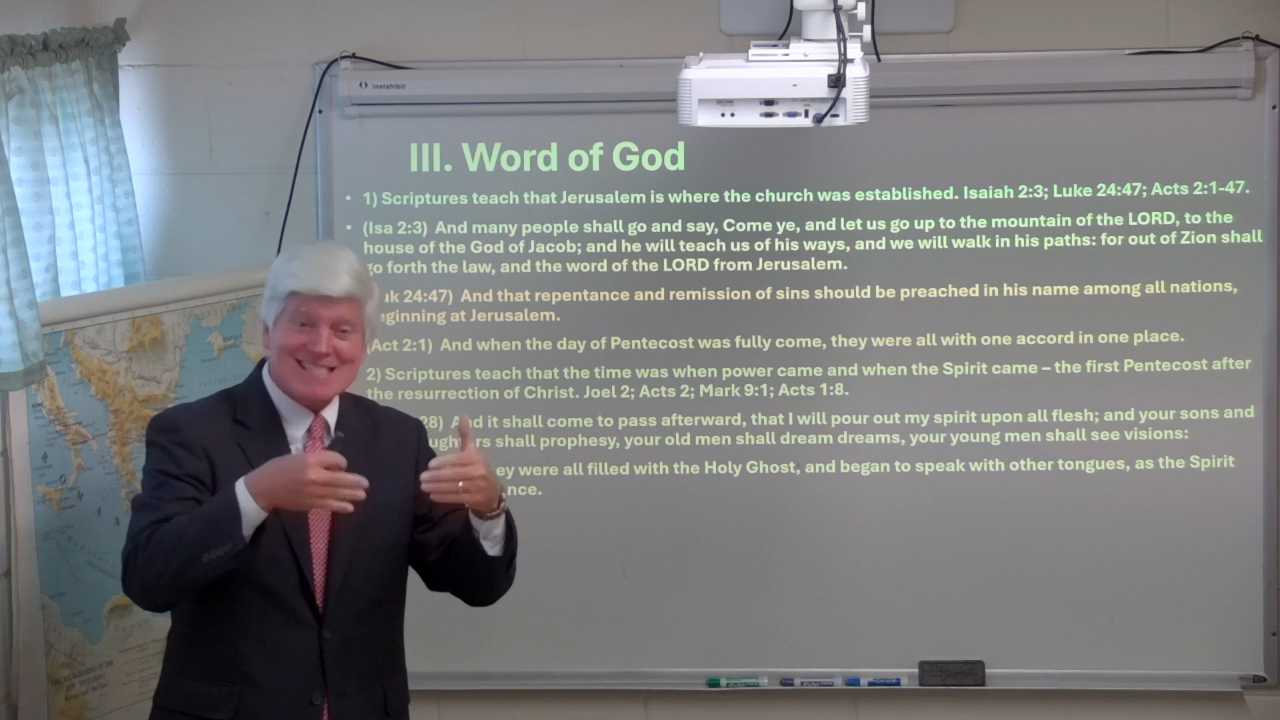 Instahibit
III. Word of God
• 1) Scriptures teach that Jerusalem is where the church was established. Isaiah 2:3; Luke 24:47; Acts 2:1-47.
• (Isa 2:3) And many people shall go and say, Come ye, and let us go up to the mountain of the LORD, to the
house of the God of Jacob; and he will teach us of his ways, and we will walk in his paths: for out of Zion shall
go forth the law, and the word of the LORD from Jerusalem.
uk 24:47) And that repentance and remission of sins should be preached in his name among all nations,
eginning at Jerusalem.
(Act 2:1) And when the day of Pentecost was fully come, they were all with one accord in one place.
2) Scriptures teach that the time was when power came and when the Spirit came – the first Pentecost after
the resurrection of Christ. Joel 2; Acts 2; Mark 9:1; Acts 1:8.
28) And it shall come to pass afterward, that I will pour out my spirit upon all flesh; and your sons and
shall prophesy, your old men shall dream dreams, your young men shall see visions:
ey were all filled with the Holy Ghost, and began to speak with other tongues, as the Spirit
nce.